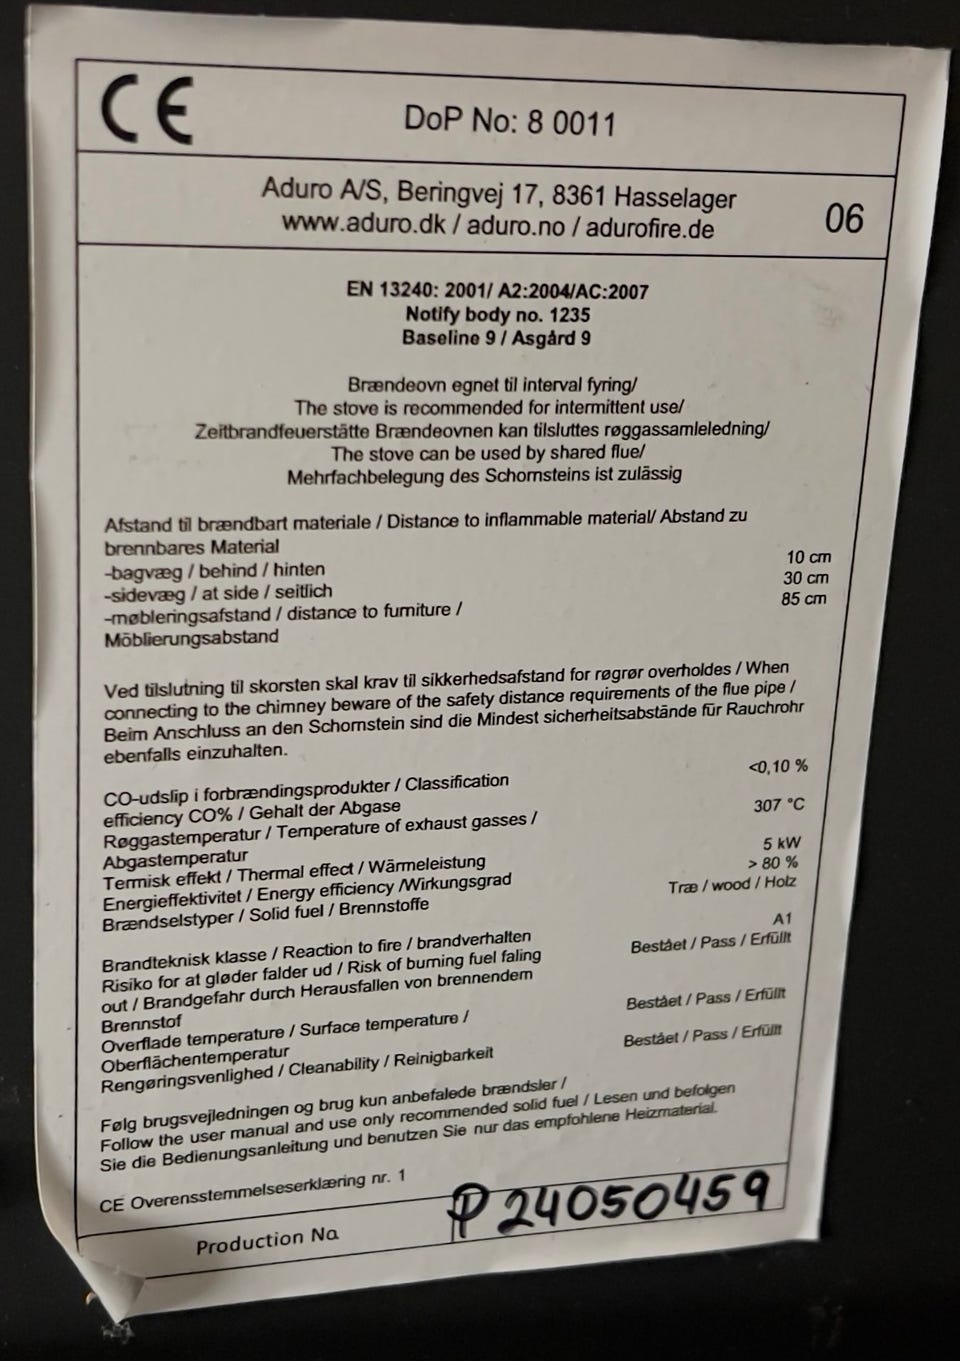 CE
DoP No: 8 0011
Aduro A/S, Beringvej 17, 8361 Hasselager
www.aduro.dk / aduro.no / adurofire.de
06
EN 13240: 2001/ A2:2004/AC:2007
Notify body no. 1235
Baseline 9 / Asgård 9
Brændeovn egnet til interval fyring/
The stove is recommended for intermittent use/
Zeitbrandfeuerstätte Brændeovnen kan tilsluttes røggassamleledning/
The stove can be used by shared flue/
Mehrfachbelegung des Schornsteins ist zulässig
Afstand til brændbart materiale / Distance to inflammable material/ Abstand zu
brennbares Material
-bagvæg / behind / hinten 10 cm
-sidevæg / at side / seitlich 30 cm
-møbleringsafstand / distance to furniture / 85 cm
Möblierungsabstand
Ved tilslutning til skorsten skal krav til sikkerhedsafstand for røgrør overholdes / When
connecting to the chimney beware of the safety distance requirements of the flue pipe /
Beim Anschluss an den Schornstein sind die Mindest sicherheitsabstände für Rauchrohr
ebenfalls einzuhalten.
CO-udslip i forbrændingsprodukter / Classification <0,10 %
efficiency CO% / Gehalt der Abgase
Røggastemperatur / Temperature of exhaust gasses / 307 °C
Abgastemperatur
Termisk effekt / Thermal effect / Wärmeleistung 5 kW
Energieffektivitet / Energy efficiency /Wirkungsgrad > 80 %
Brændselstyper / Solid fuel / Brennstoffe Træ / wood / Holz
Brandteknisk klasse / Reaction to fire / brandverhalten A1
Risiko for at gløder falder ud / Risk of burning fuel faling Bestået / Pass / Erfüllt
out / Brandgefahr durch Herausfallen von brennendem
Brennstof
Overflade temperature / Surface temperature / Bestået / Pass / Erfüllt
Oberflächentemperatur
Rengøringsvenlighed / Cleanability / Reinigbarkeit Bestået / Pass / Erfüllt
Følg brugsvejledningen og brug kun anbefalede brændsler /
Follow the user manual and use only recommended solid fuel / Lesen und befolgen
Sie die Bedienungsanleitung und benutzen Sie nur das empfohlene Heizmaterial.
CE Overensstemmelseserklæring nr. 1
Production No P24050459